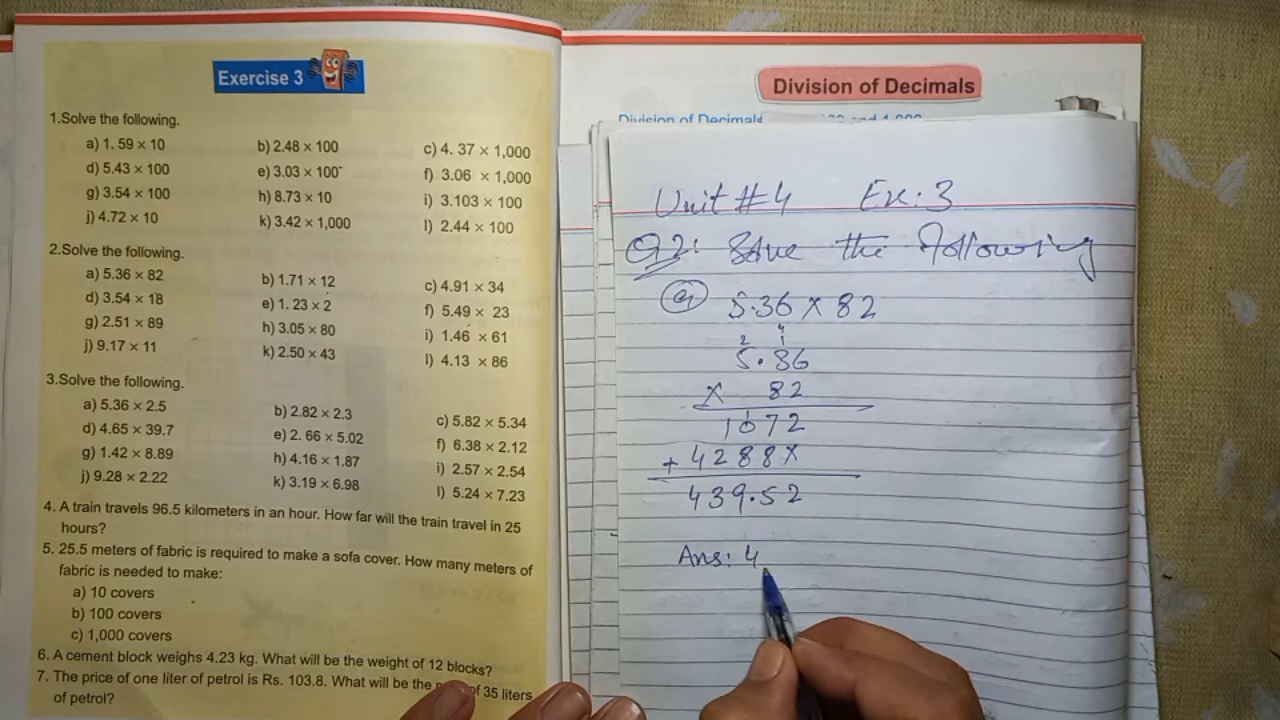 Exercise 3
1.Solve the following.
a) 1. 59 × 10 b) 2.48 × 100 c) 4. 37 × 1,000
d) 5.43 × 100 e) 3.03 × 100 f) 3.06 × 1,000
g) 3.54 × 100 h) 8.73 × 10 i) 3.103 × 100
j) 4.72 × 10 k) 3.42 × 1,000 l) 2.44 × 100
2.Solve the following.
a) 5.36 × 82 b) 1.71 × 12 c) 4.91 × 34
d) 3.54 × 18 e) 1. 23 × 2 f) 5.49 × 23
g) 2.51 × 89 h) 3.05 × 80 i) 1.46 × 61
j) 9.17 × 11 k) 2.50 × 43 l) 4.13 × 86
3.Solve the following.
a) 5.36 × 2.5 b) 2.82 × 2.3 c) 5.82 × 5.34
d) 4.65 × 39.7 e) 2. 66 × 5.02 f) 6.38 × 2.12
g) 1.42 × 8.89 h) 4.16 × 1.87 i) 2.57 × 2.54
j) 9.28 × 2.22 k) 3.19 × 6.98 l) 5.24 × 7.23
4. A train travels 96.5 kilometers in an hour. How far will the train travel in 25
hours?
5. 25.5 meters of fabric is required to make a sofa cover. How many meters of
fabric is needed to make:
a) 10 covers
b) 100 covers
c) 1,000 covers
6. A cement block weighs 4.23 kg. What will be the weight of 12 blocks?
7. The price of one liter of petrol is Rs. 103.8. What will be the of 35 liters
of petrol?
Division of Decimals
Division of Decimals and 1,000
Unit #4 Ex: 3
Q2: Solve the Following
(a) 5.36 × 82
2 4
1
5.36
× 82
1
1072
+ 4288×
439.52
Ans: 4